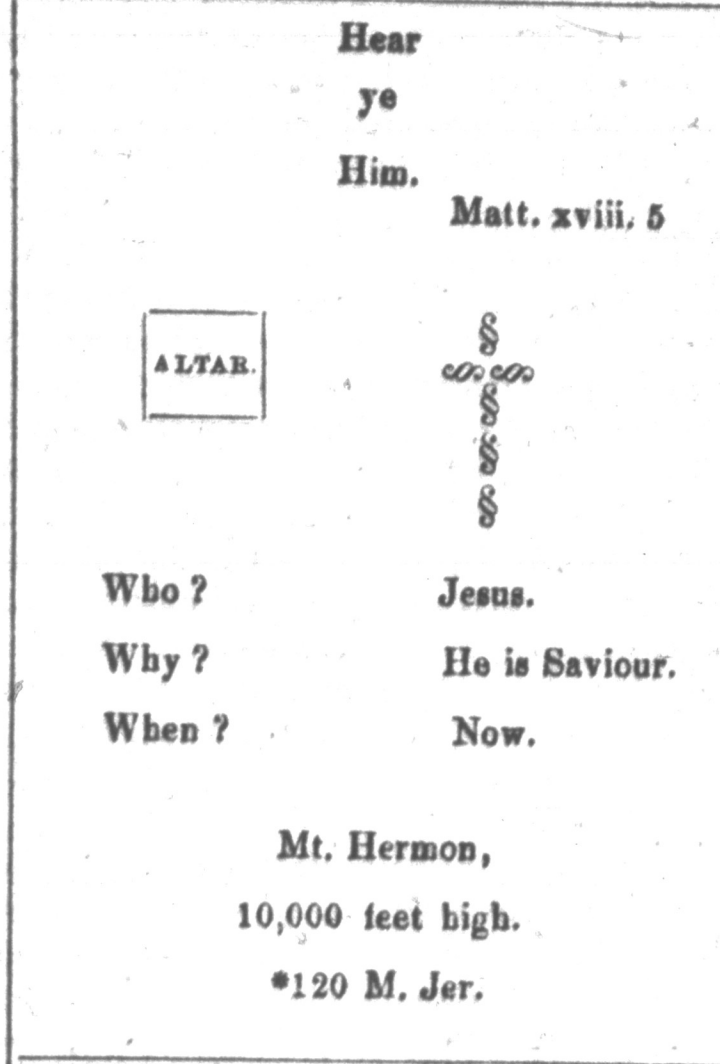 Hear
ye
Him.
Matt. xviii. 5
ALTAR.
Who ? Jesus.
Why ? He is Saviour.
When ? Now.
Mt. Hermon,
10,000 feet high.
*120 M. Jer.